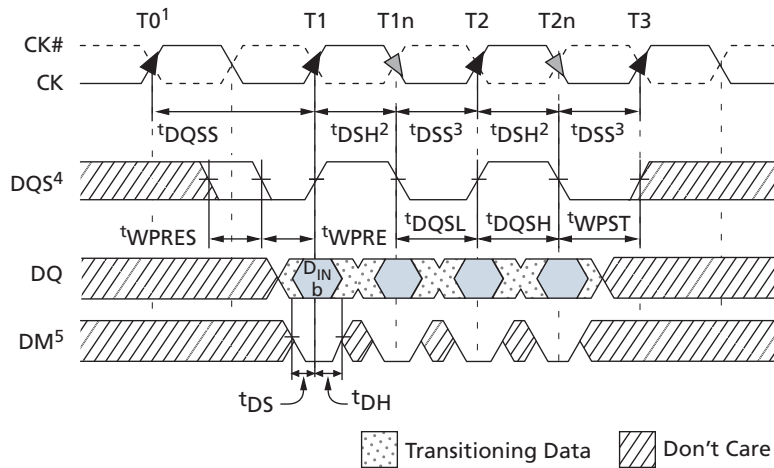 T0¹ T1 T1n T2 T2n T3
CK#
CK
tDQSS tDSH² tDSS³ tDSH² tDSS³
DQS⁴
tWPRES tWPRE tDQSL tDQSH tWPST
DQ
DIN
b
DM⁵
tDS tDH
Transitioning Data Don't Care